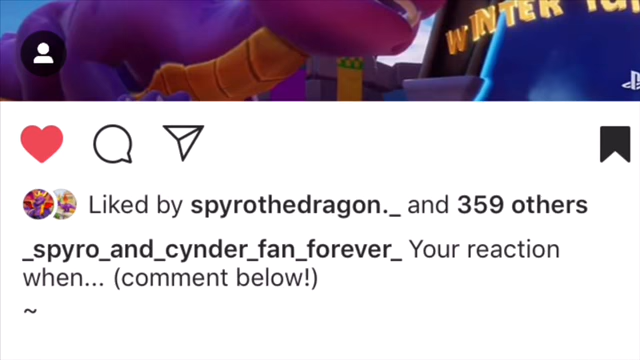 WINTER
Liked by spyrothedragon._ and 359 others
_spyro_and_cynder_fan_forever_ Your reaction
when... (comment below!)
~